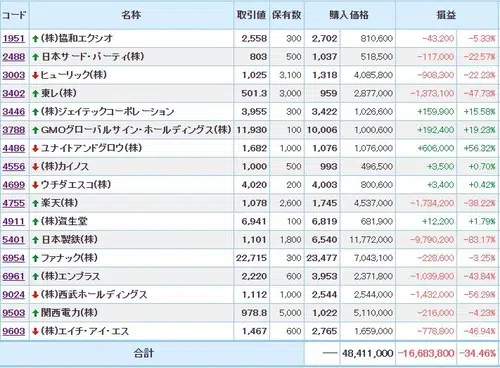 コード 名称 取引値 保有数 購入価格 損益
1951 ↑(株)協和エクシオ 2,558 300 2,702 810,600 -43,200 -5.33%
2488 ↑日本サード・パーティ(株) 803 500 1,037 518,500 -117,000 -22.57%
3003 ↓ヒューリック(株) 1,025 3,100 1,318 4,085,800 -908,300 -22.23%
3402 ↑東レ(株) 501.3 3,000 959 2,877,000 -1,373,100 -47.73%
3446 ↑(株)ジェイテックコーポレーション 3,955 300 3,422 1,026,600 +159,900 +15.58%
3788 ↑GMOグローバルサイン・ホールディングス(株) 11,930 100 10,006 1,000,600 +192,400 +19.23%
4486 ↓ユナイトアンドグロウ(株) 1,682 1,000 1,076 1,076,000 +606,000 +56.32%
4556 ↓(株)カイノス 1,000 500 993 496,500 +3,500 +0.70%
4699 ↓ウチダエスコ(株) 4,020 200 4,003 800,600 +3,400 +0.42%
4755 ↑楽天(株) 1,078 2,600 1,745 4,537,000 -1,734,200 -38.22%
4911 ↑(株)資生堂 6,941 100 6,819 681,900 +12,200 +1.79%
5401 ↑日本製鉄(株) 1,101 1,800 6,540 11,772,000 -9,790,200 -83.17%
6954 ↑ファナック(株) 22,715 300 23,477 7,043,100 -228,600 -3.25%
6961 ↑(株)エンプラス 2,220 600 3,953 2,371,800 -1,039,800 -43.84%
9024 ↓(株)西武ホールディングス 1,112 1,000 2,544 2,544,000 -1,432,000 -56.29%
9503 ↑関西電力(株) 978.8 5,000 1,022 5,110,000 -216,000 -4.23%
9603 ↓(株)エイチ・アイ・エス 1,467 600 2,765 1,659,000 -778,800 -46.94%
合計 --- 48,411,000 -16,683,800 -34.46%